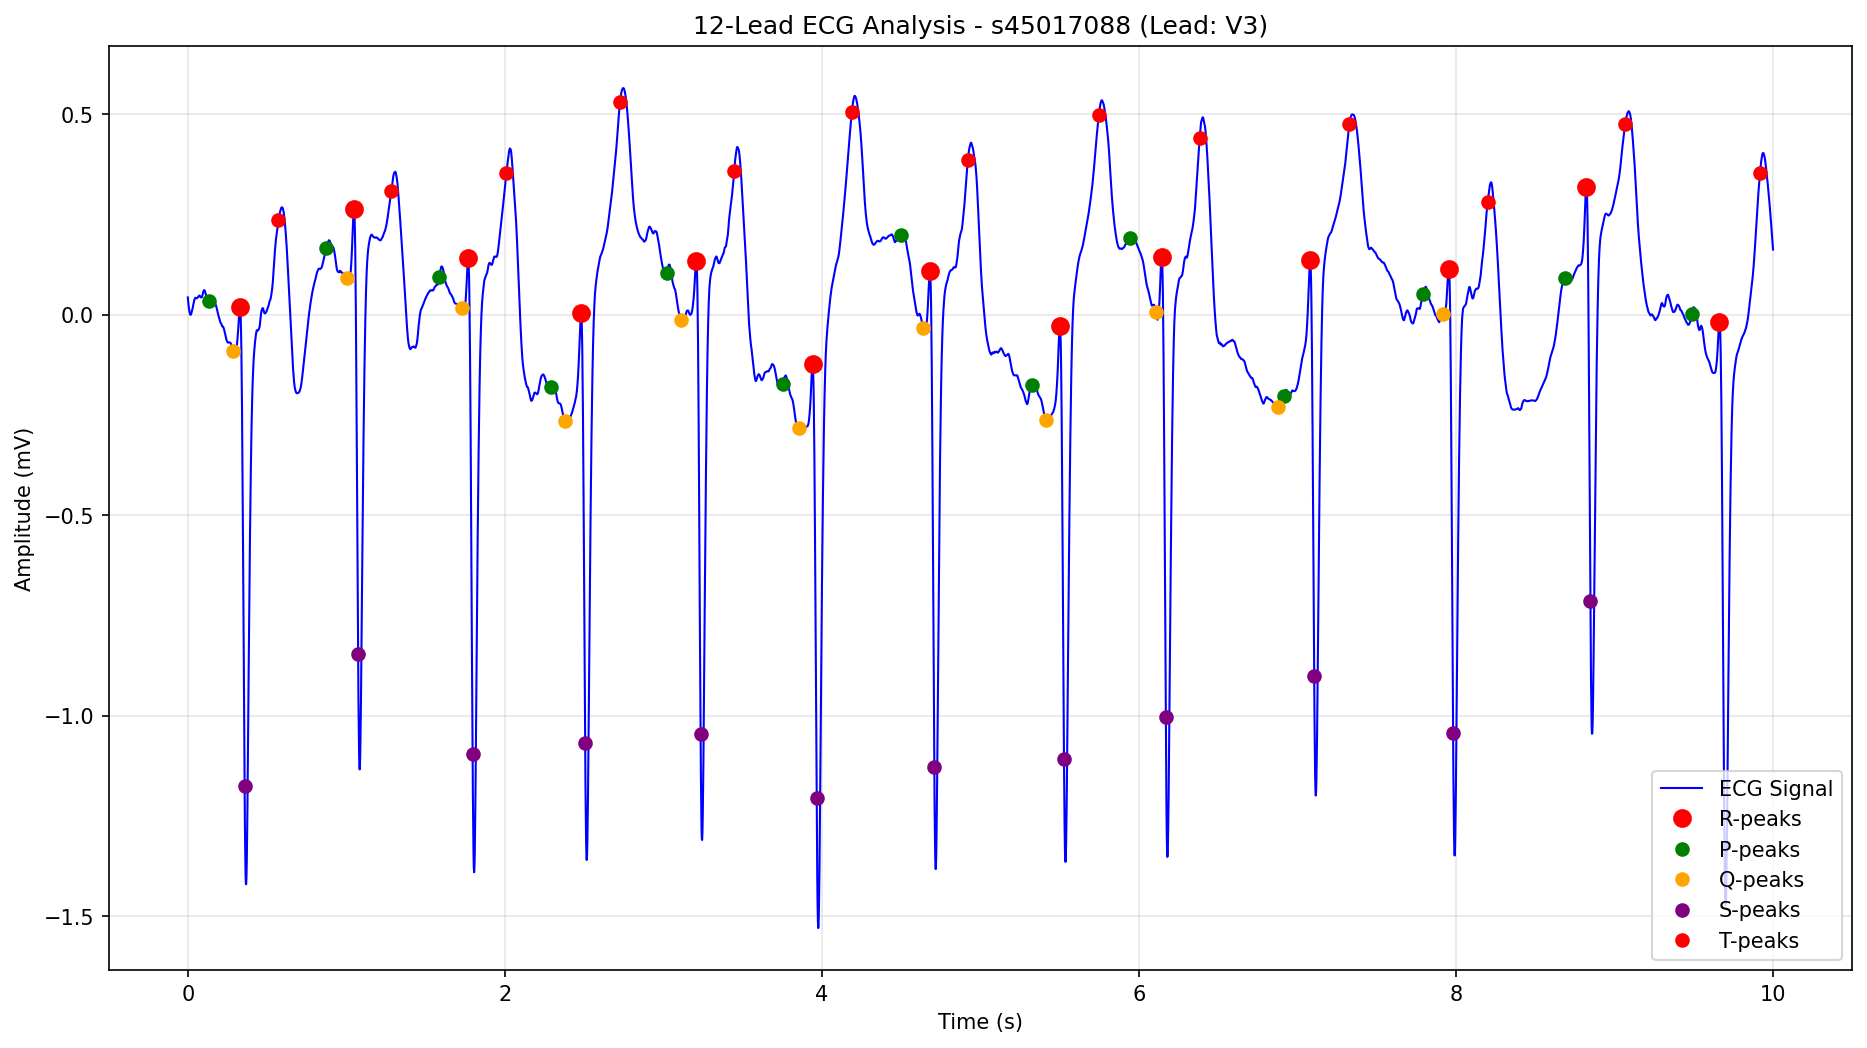 12-Lead ECG Analysis - s45017088 (Lead: V3)
Amplitude (mV)
0.5
0.0
−0.5
−1.0
−1.5
0 2 4 6 8 10
Time (s)
ECG Signal
R-peaks
P-peaks
Q-peaks
S-peaks
T-peaks